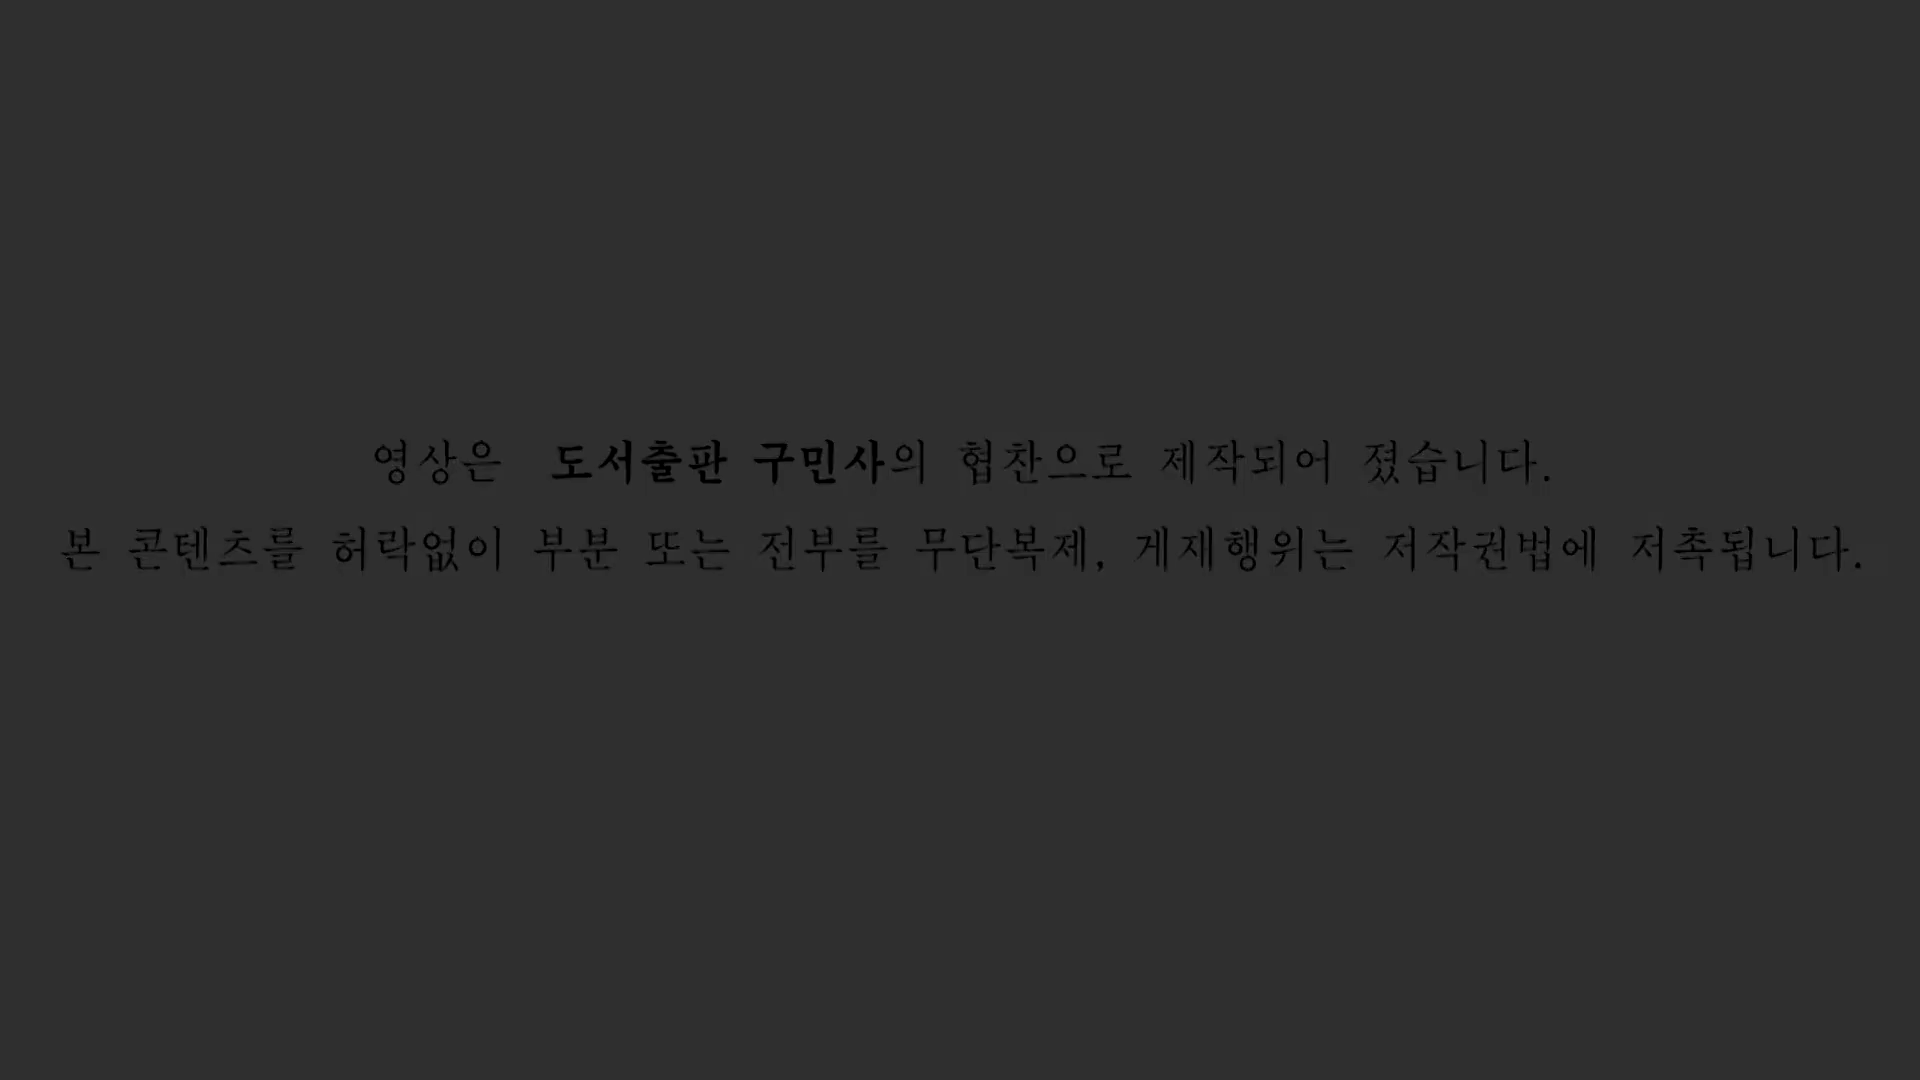 영상은 도서출판 구민사의 협찬으로 제작되어 졌습니다.
본 콘텐츠를 허락없이 부분 또는 전부를 무단복제, 게재행위는 저작권법에 저촉됩니다.